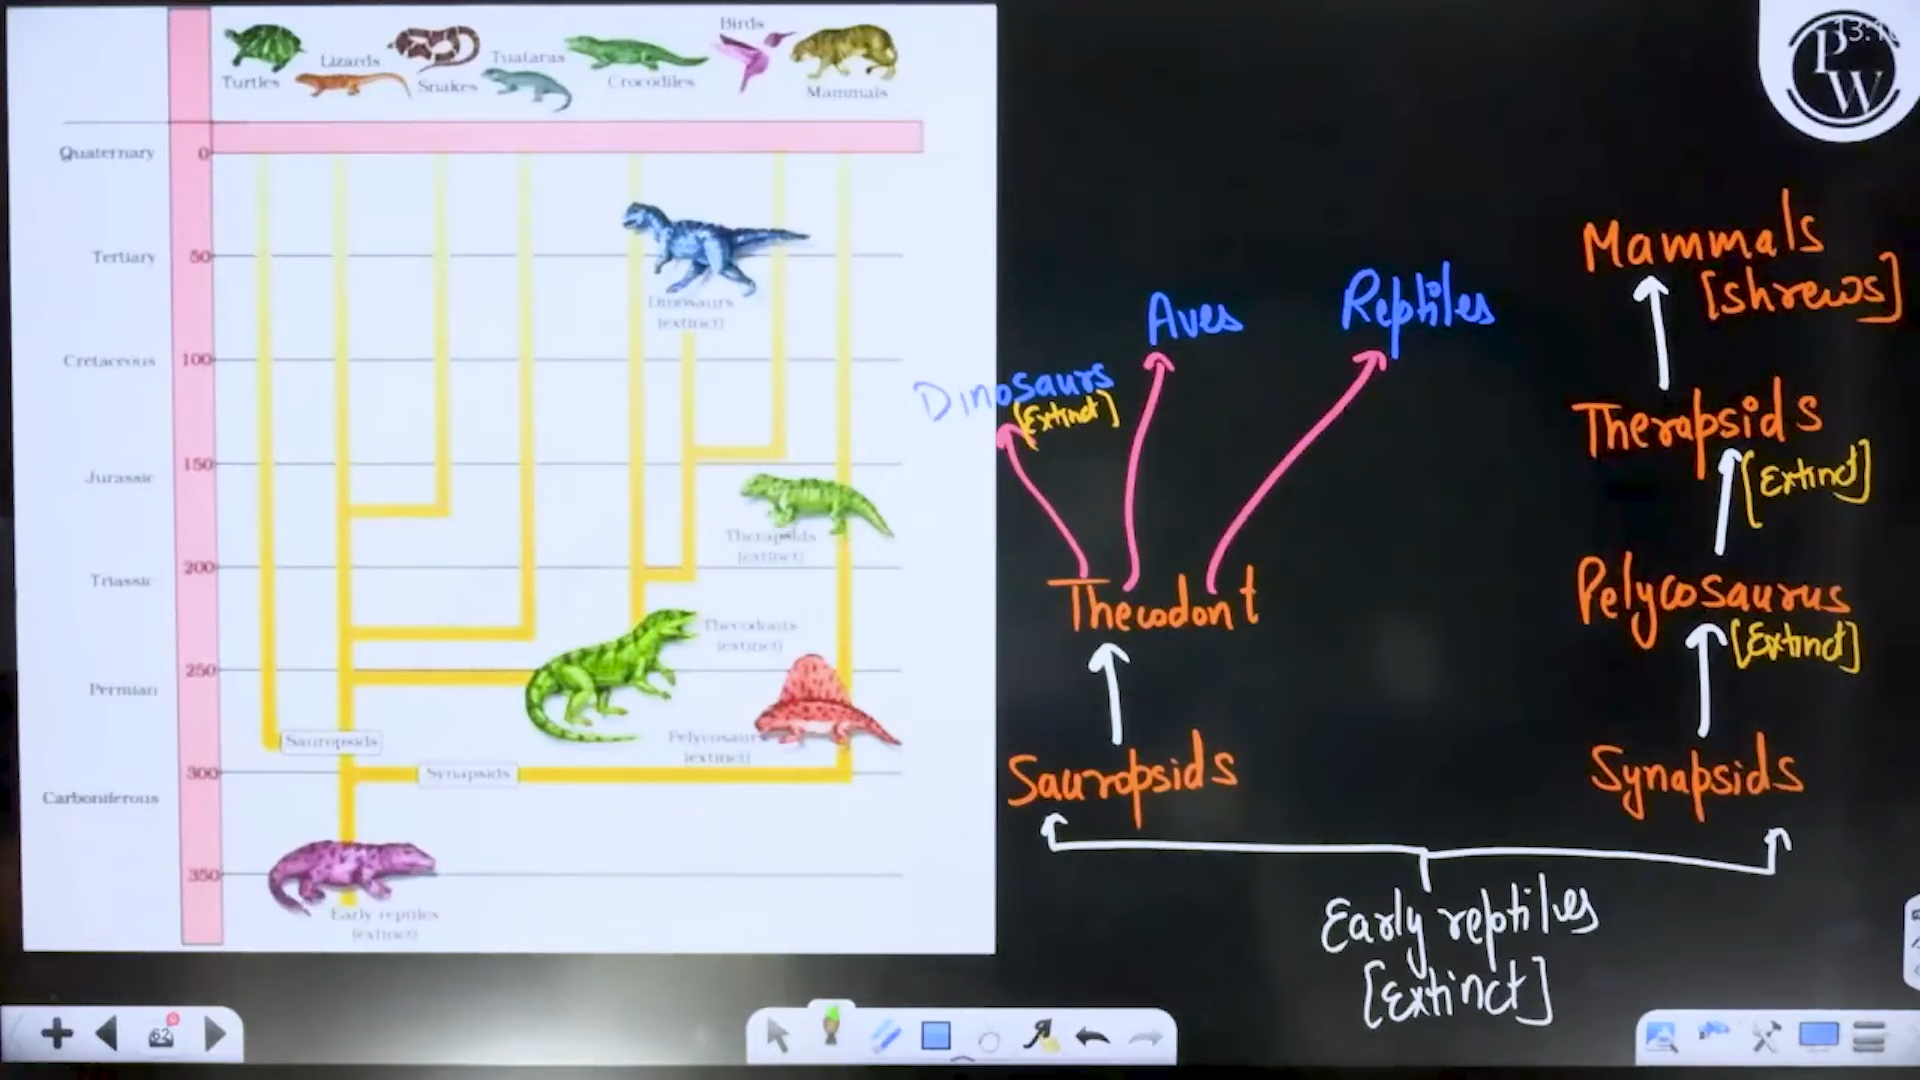 Birds
Lizards
Tuataras
Turtles
Snakes
Crocodiles
Mammals
Quaternary
0
Tertiary
50
Dinosaurs
(extinct)
Cretaceous
100
150
Jurassic
Therapsids
(extinct)
200
Triassic
Thecodonts
(extinct)
250
Permian
Sauropsids
Pelycosaurs
(extinct)
300
Synapsids
Carboniferous
350
Early reptiles
(extinct)
PW
Mammals
[shrews]
Aves
Reptiles
Dinosaurs
[Extinct]
Therapsids
[Extinct]
Thecodont
Pelycosaurus
[Extinct]
Sauropsids
Synapsids
Early reptiles
[Extinct]
62